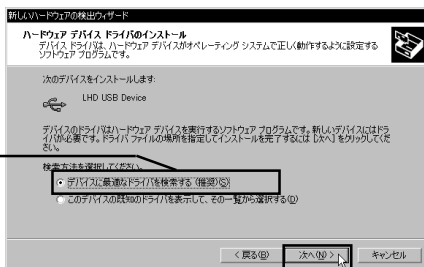 新しいハードウェアの検出ウィザード
ハードウェア デバイス ドライバのインストール
デバイス ドライバは、ハードウェア デバイスがオペレーティング システムで正しく動作するように設定する
ソフトウェア プログラムです。
次のデバイスをインストールします:
LHD USB Device
デバイスのドライバはハードウェア デバイスを実行するソフトウェア プログラムです。新しいデバイスにはドラ
イバが必要です。ドライバ ファイルの場所を指定してインストールを完了するには [次へ] をクリックしてくだ
さい。
検索方法を選択してください。
デバイスに最適なドライバを検索する (推奨)(S)
このデバイスの既知のドライバを表示して、その一覧から選択する(D)
< 戻る(B)
次へ(N) >
キャンセル